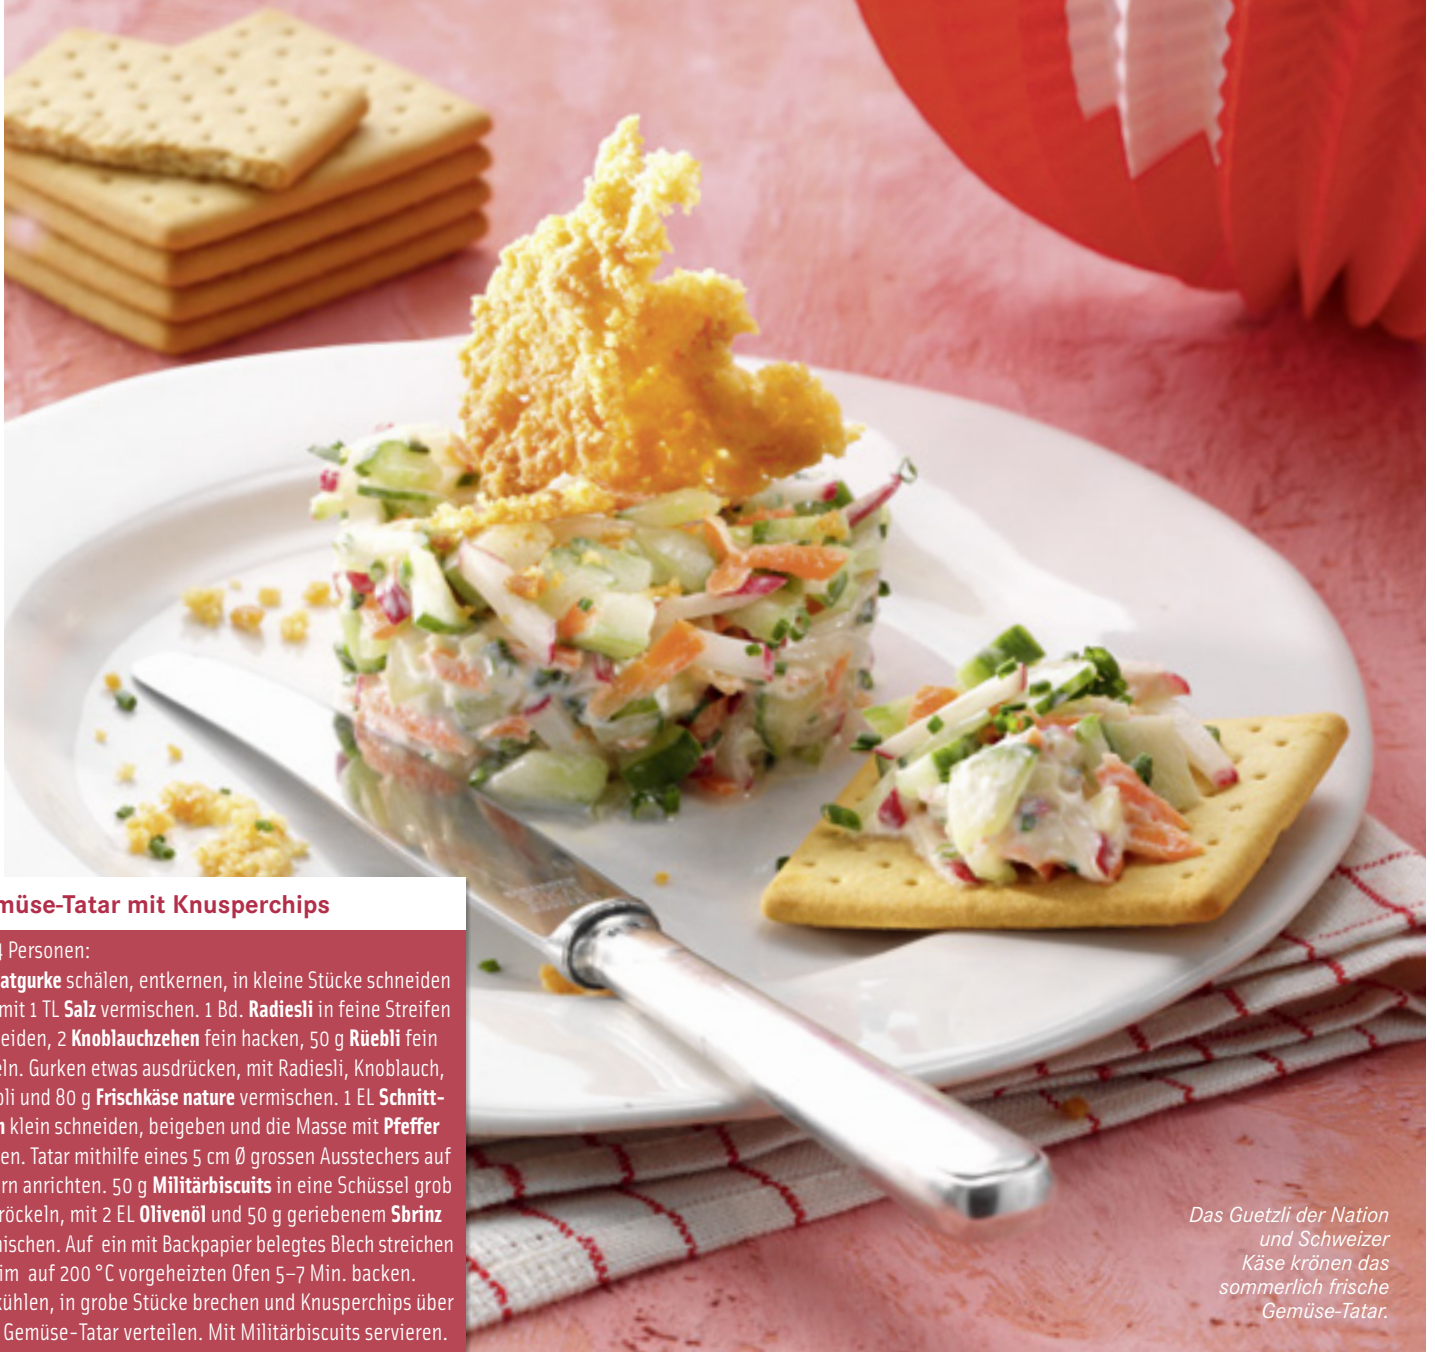 müse-Tatar mit Knusperchips
4 Personen:
atgurke schälen, entkernen, in kleine Stücke schneiden
mit 1 TL Salz vermischen. 1 Bd. Radiesli in feine Streifen
eiden, 2 Knoblauchzehen fein hacken, 50 g Rüebli fein
eln. Gurken etwas ausdrücken, mit Radiesli, Knoblauch,
bli und 80 g Frischkäse nature vermischen. 1 EL Schnitt-
h klein schneiden, beigeben und die Masse mit Pfeffer
en. Tatar mithilfe eines 5 cm Ø grossen Ausstechers auf
rn anrichten. 50 g Militärbiscuits in eine Schüssel grob
röckeln, mit 2 EL Olivenöl und 50 g geriebenem Sbrinz
nischen. Auf ein mit Backpapier belegtes Blech streichen
im auf 200 °C vorgeheizten Ofen 5–7 Min. backen.
kühlen, in grobe Stücke brechen und Knusperchips über
Gemüse-Tatar verteilen. Mit Militärbiscuits servieren.
Das Guetzli der Nation
und Schweizer
Käse krönen das
sommerlich frische
Gemüse-Tatar.